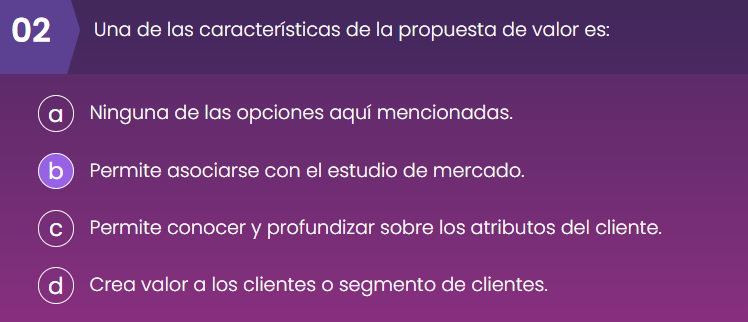 02
Una de las características de la propuesta de valor es:
a Ninguna de las opciones aquí mencionadas.
b Permite asociarse con el estudio de mercado.
c Permite conocer y profundizar sobre los atributos del cliente.
d Crea valor a los clientes o segmento de clientes.